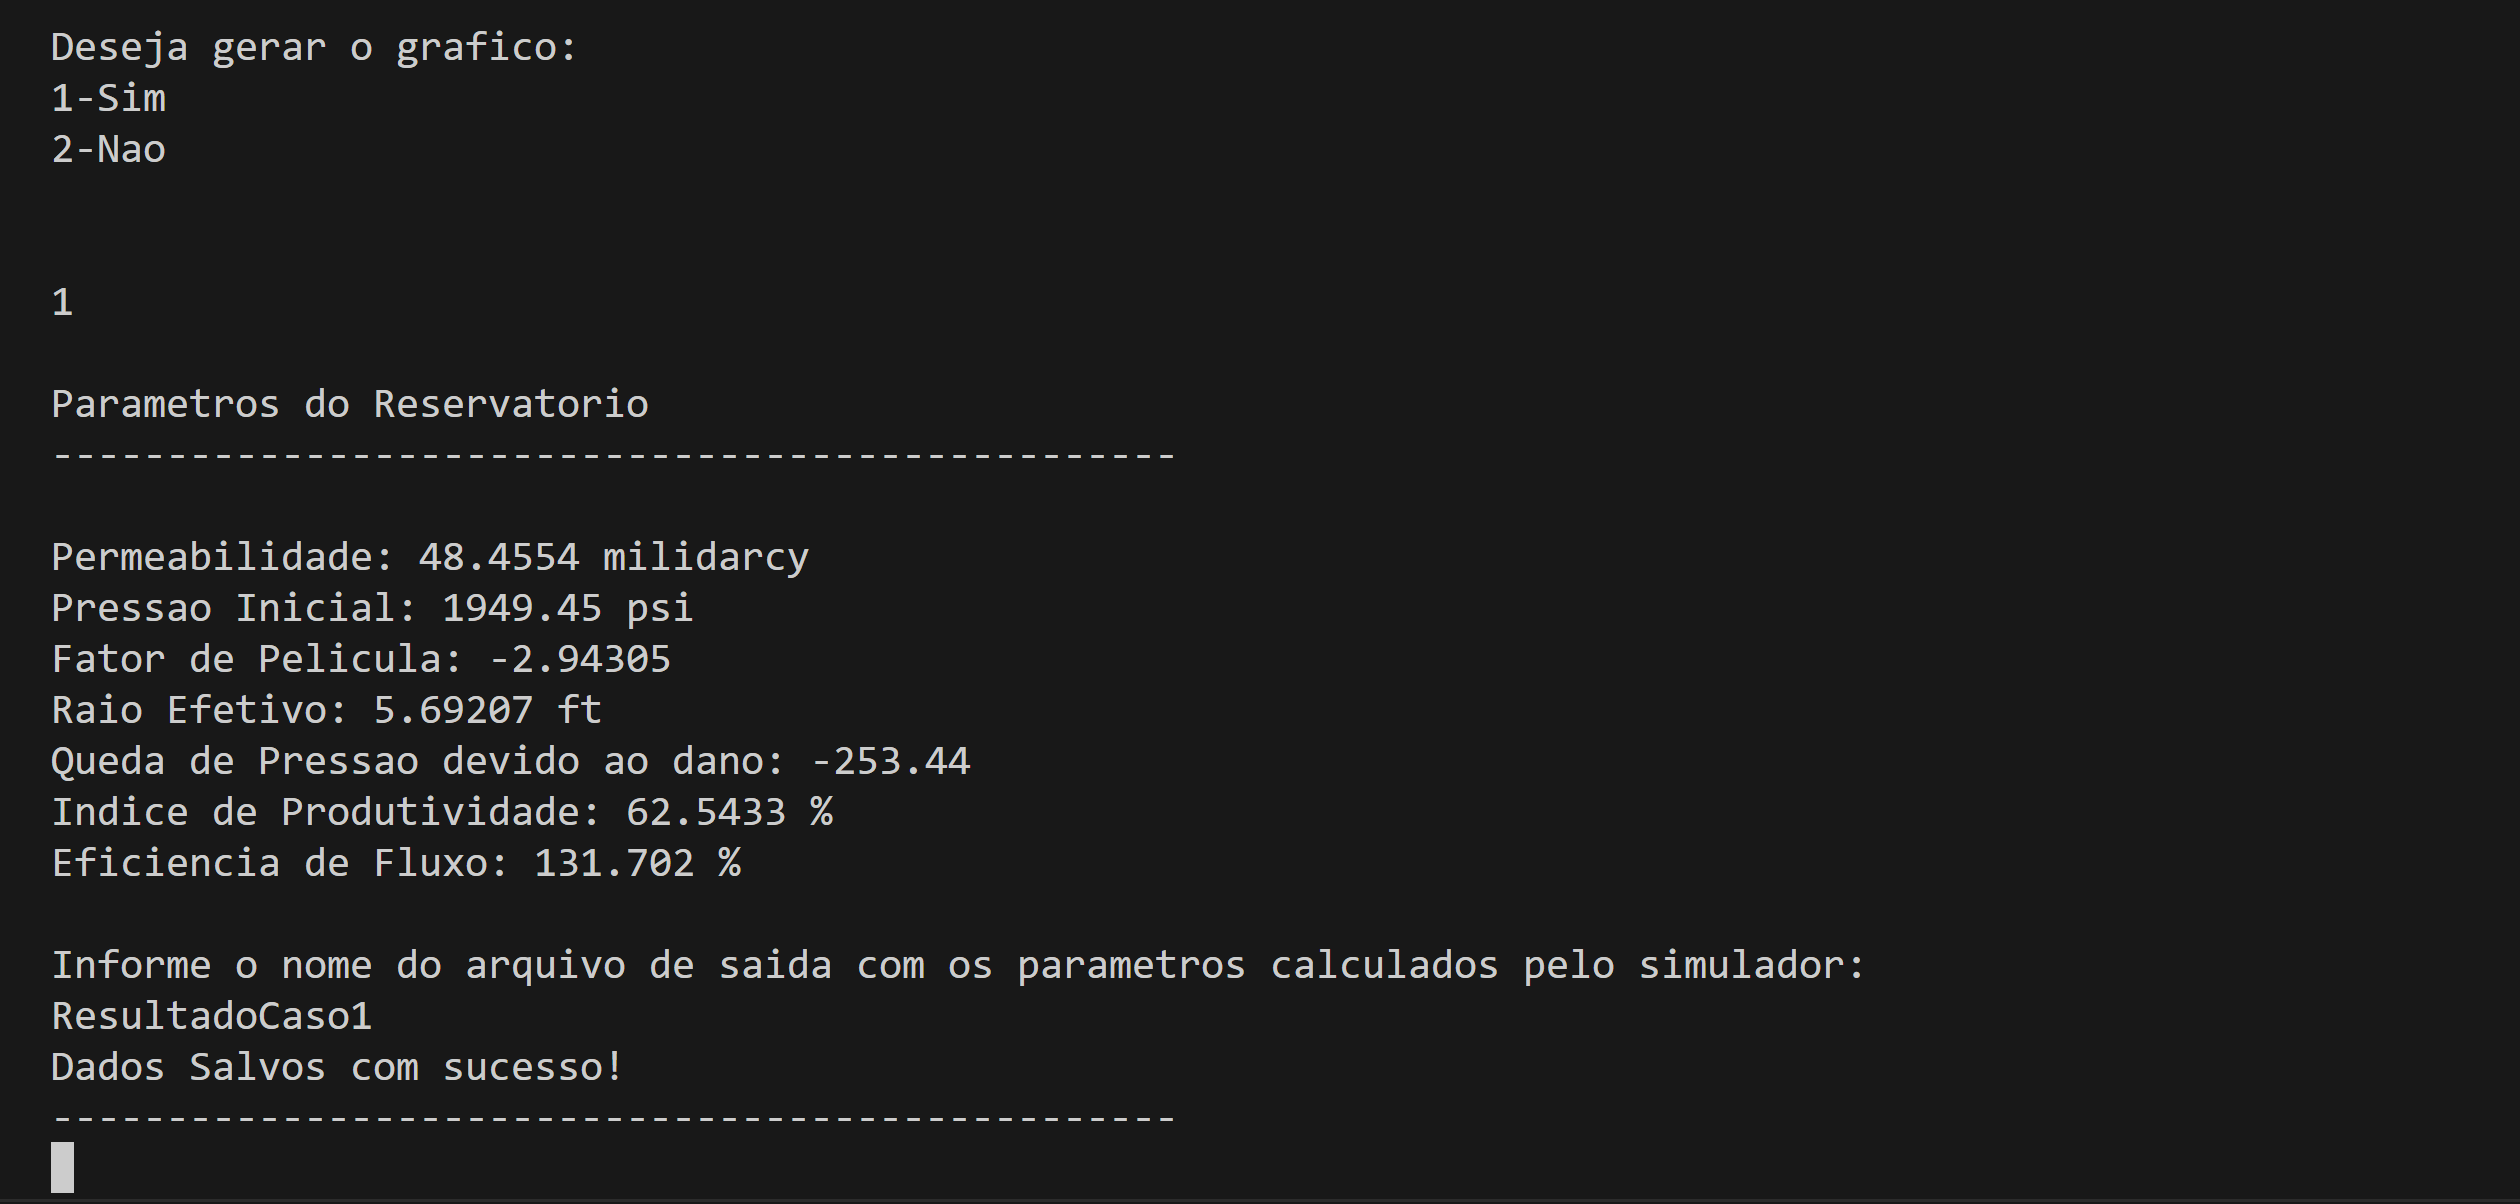 Deseja gerar o grafico:
1-Sim
2-Nao
1
Parametros do Reservatorio
-------------------------------------------------
Permeabilidade: 48.4554 milidarcy
Pressao Inicial: 1949.45 psi
Fator de Pelicula: -2.94305
Raio Efetivo: 5.69207 ft
Queda de Pressao devido ao dano: -253.44
Indice de Produtividade: 62.5433 %
Eficiencia de Fluxo: 131.702 %
Informe o nome do arquivo de saida com os parametros calculados pelo simulador:
ResultadoCaso1
Dados Salvos com sucesso!
-------------------------------------------------